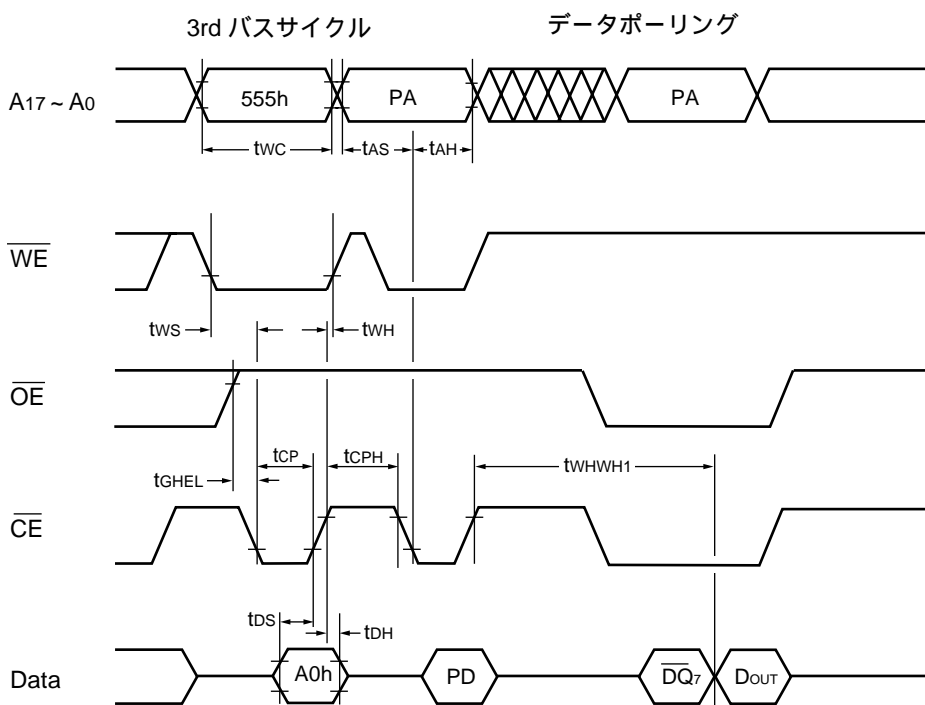 3rd バスサイクル データポーリング
A17 ~ A0 555h PA PA
tWC tAS tAH
WE
tWS tWH
OE
tCP tCPH tWHWH1
tGHEL
CE
tDS tDH
Data A0h PD DQ7 DOUT